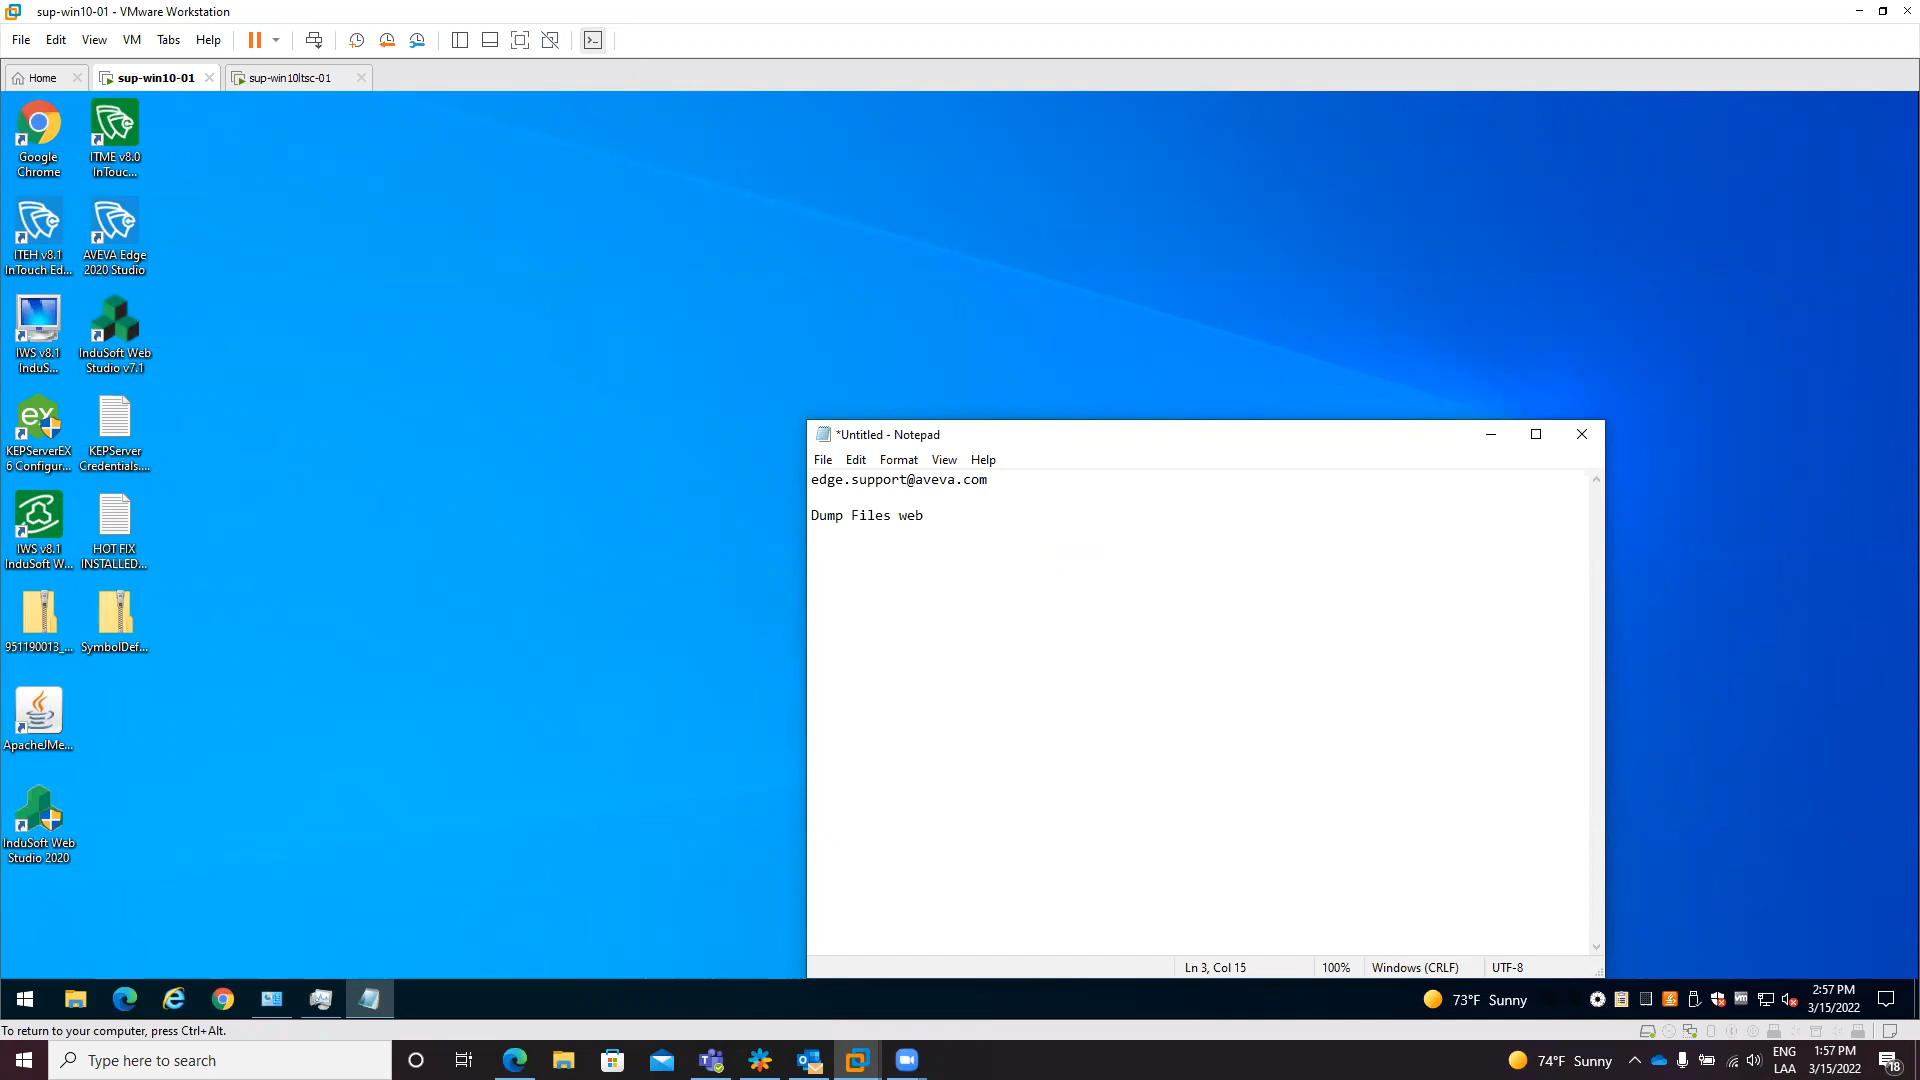 sup-win10-01 - VMware Workstation
File Edit View VM Tabs Help
Home sup-win10-01 sup-win10ltsc-01
Google Chrome
ITME v8.0 InTouc...
ITEH v8.1 InTouch Ed...
AVEVA Edge 2020 Studio
IWS v8.1 InduS...
InduSoft Web Studio v7.1
KEPServerEX 6 Configur...
KEPServer Credentials....
IWS v8.1 InduSoft W...
HOT FIX INSTALLED...
951190013_...
SymbolDef...
ApacheJMe...
InduSoft Web Studio 2020
*Untitled - Notepad
File Edit Format View Help
edge.support@aveva.com
Dump Files web
Ln 3, Col 15 100% Windows (CRLF) UTF-8
73°F Sunny
2:57 PM
3/15/2022
To return to your computer, press Ctrl+Alt.
Type here to search
74°F Sunny
ENG
LAA
1:57 PM
3/15/2022
18